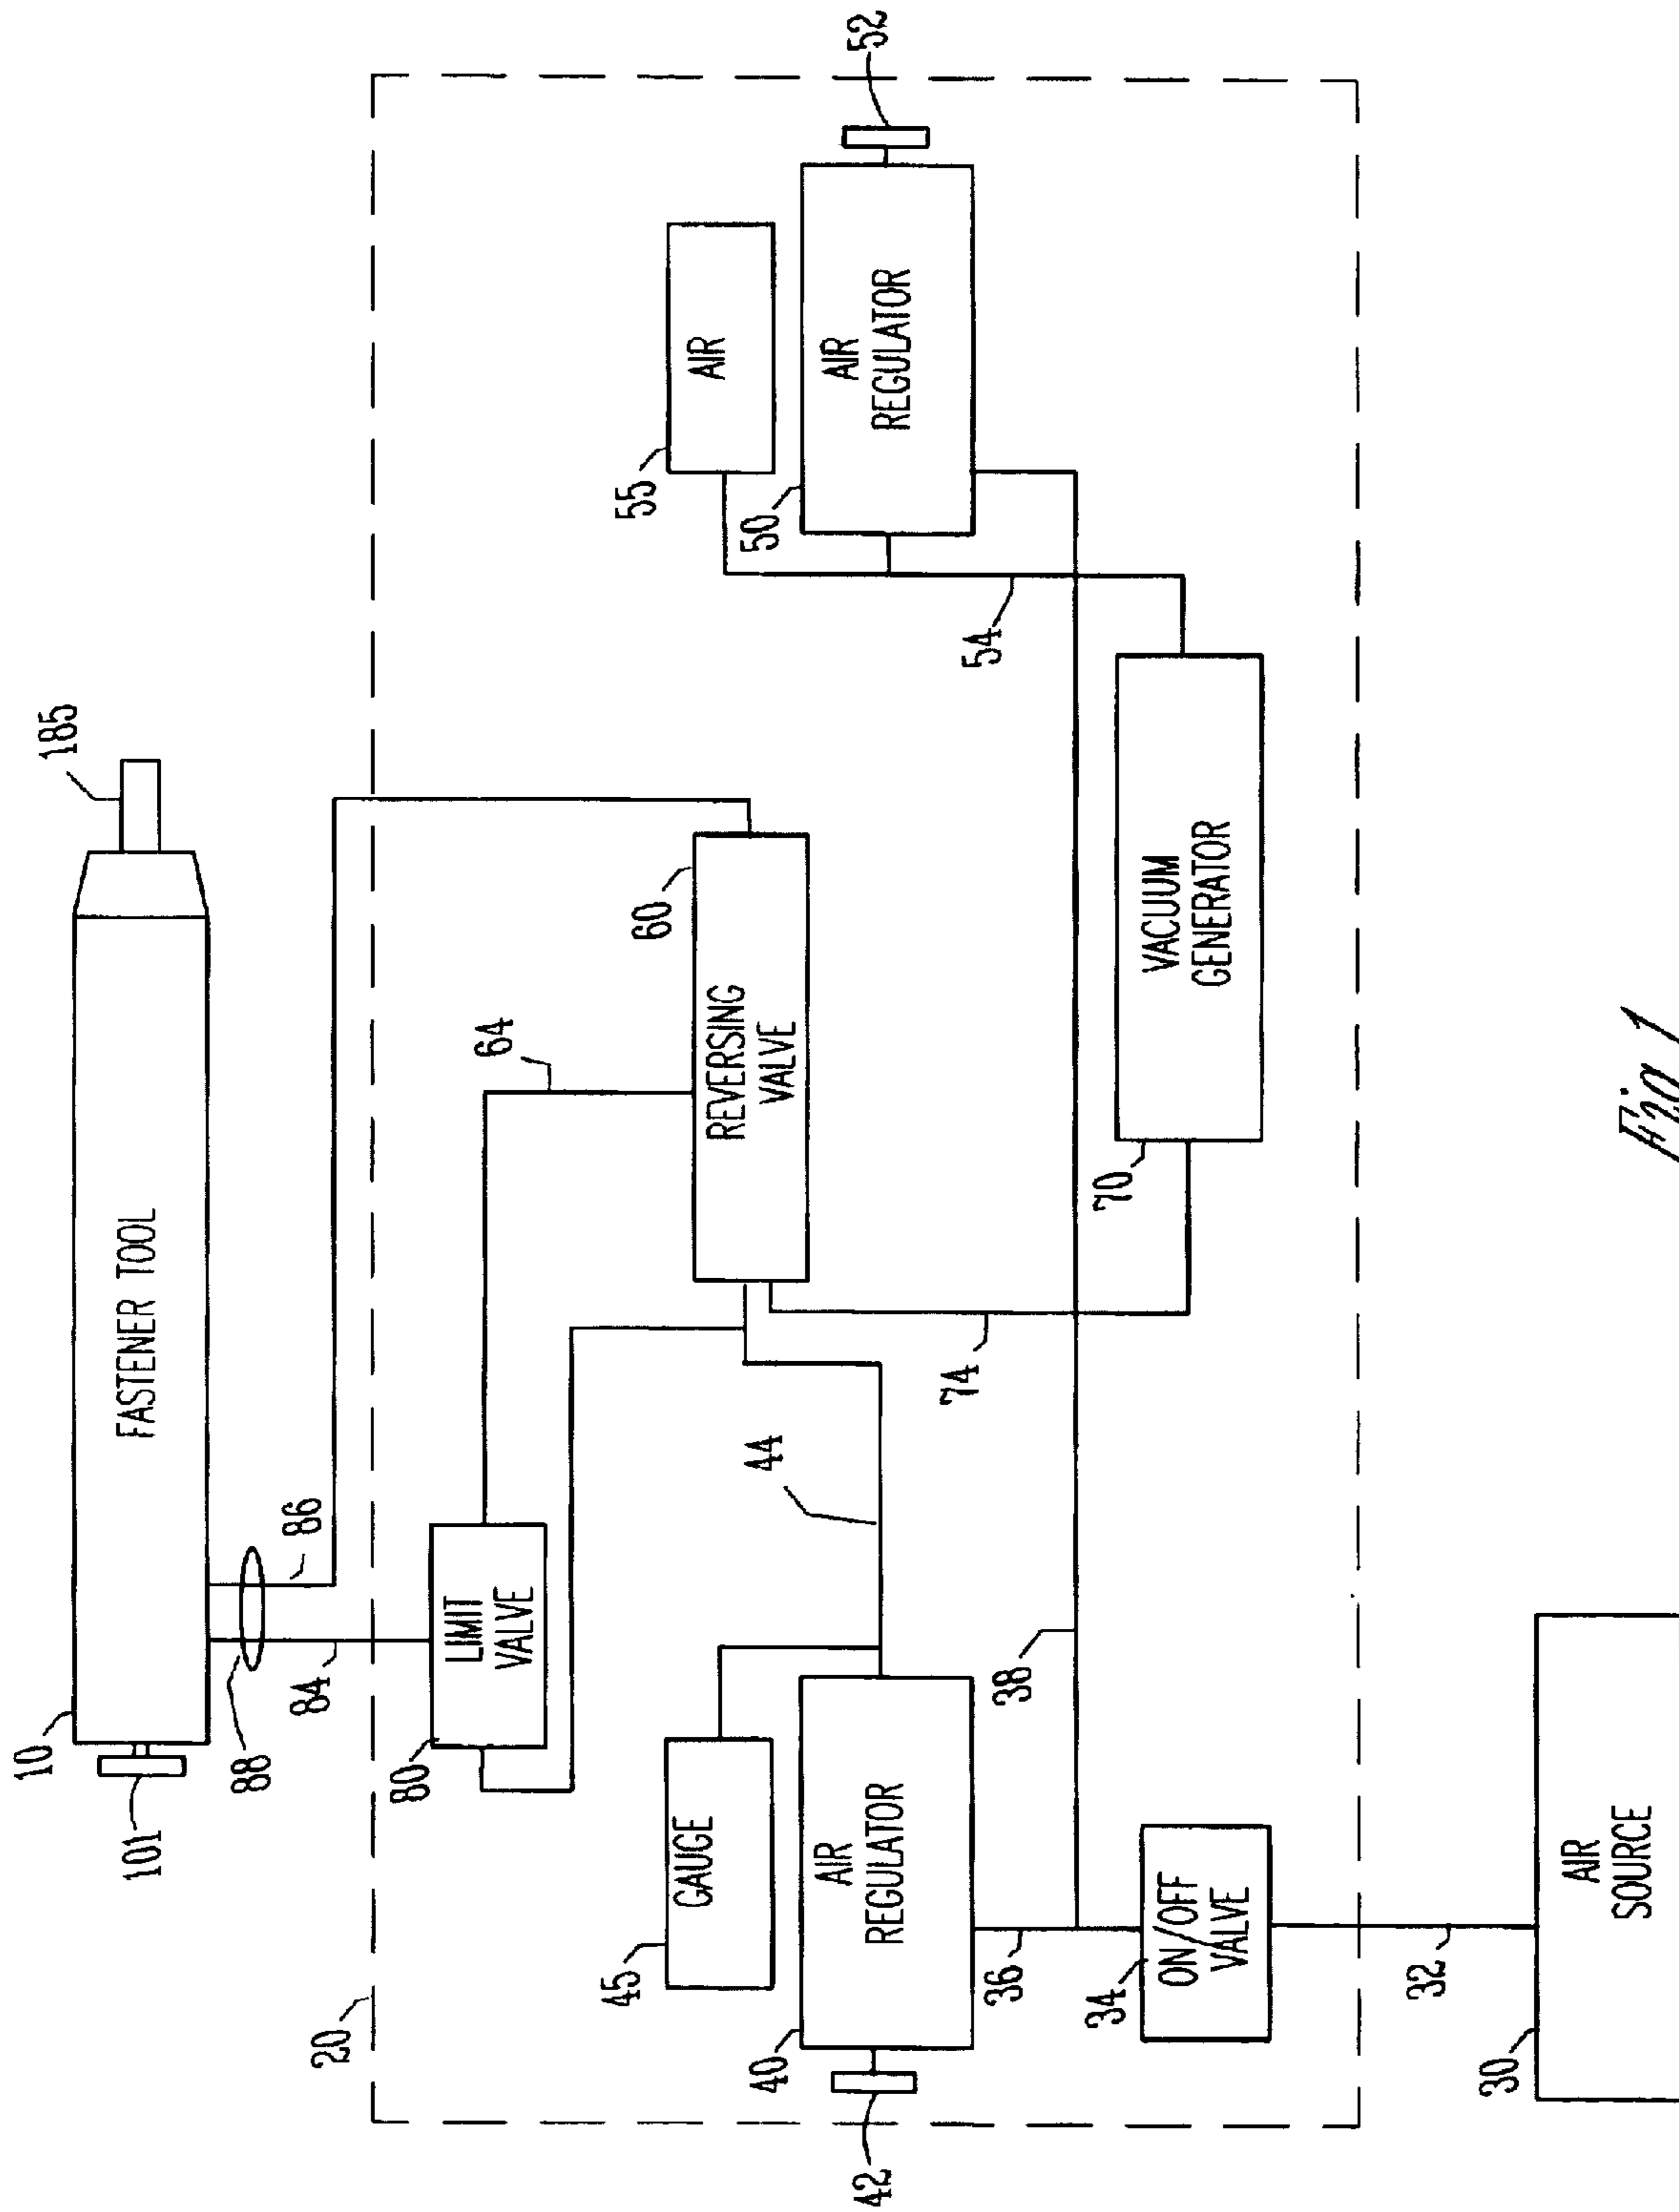 185
10
FASTENER TOOL
101
88
84
86
20
52
64
60
REVERSING
VALVE
80
LIMIT
VALVE
55
AIR
50
AIR
REGULATOR
45
GAUGE
44
54
40
AIR
REGULATOR
42
74
38
36
70
VACUUM
GENERATOR
34
ON/OFF
VALVE
32
30
AIR
SOURCE
Fig. 1